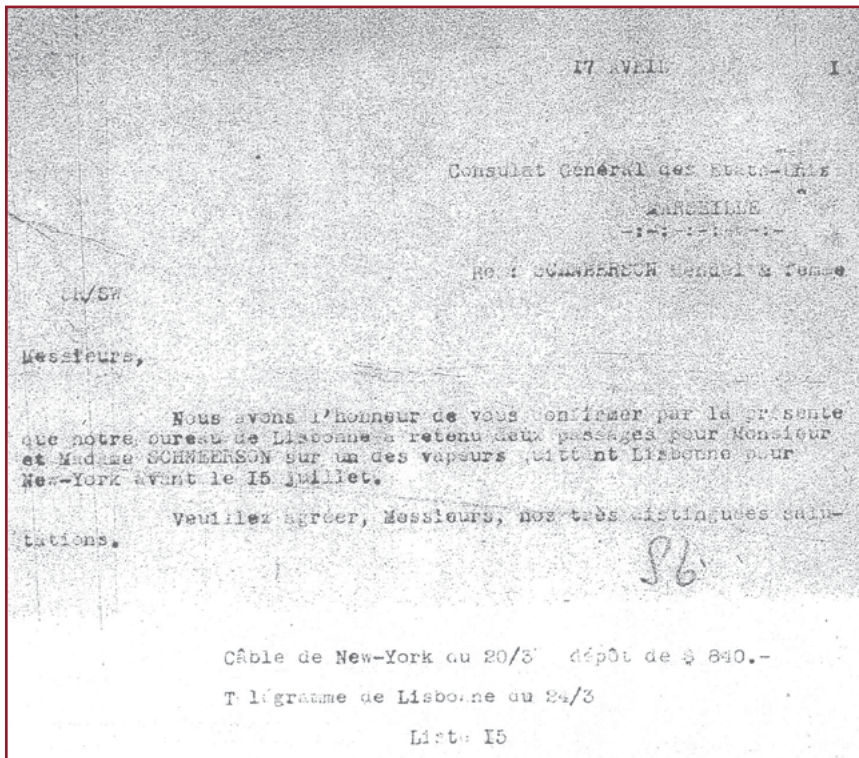 17 AVRIL I
Consulat Général des Etats-Unis
MARSEILLE
-:-:-:-:-:-:-
Re : SCHNEERSON Mendel & femme
/SW
Messieurs,
Nous avons l'honneur de vous confirmer par la présente
que notre bureau de Lisbonne a retenu deux passages pour Monsieur
et Madame SCHNEERSON sur un des vapeurs quittant Lisbonne pour
New-York avant le I5 juillet.
Veuillez agréer, Messieurs, nos très distinguées salu-
tations.
Câble de New-York du 20/3 dépôt de $ 840.-
Télégramme de Lisbonne du 24/3
Liste I5